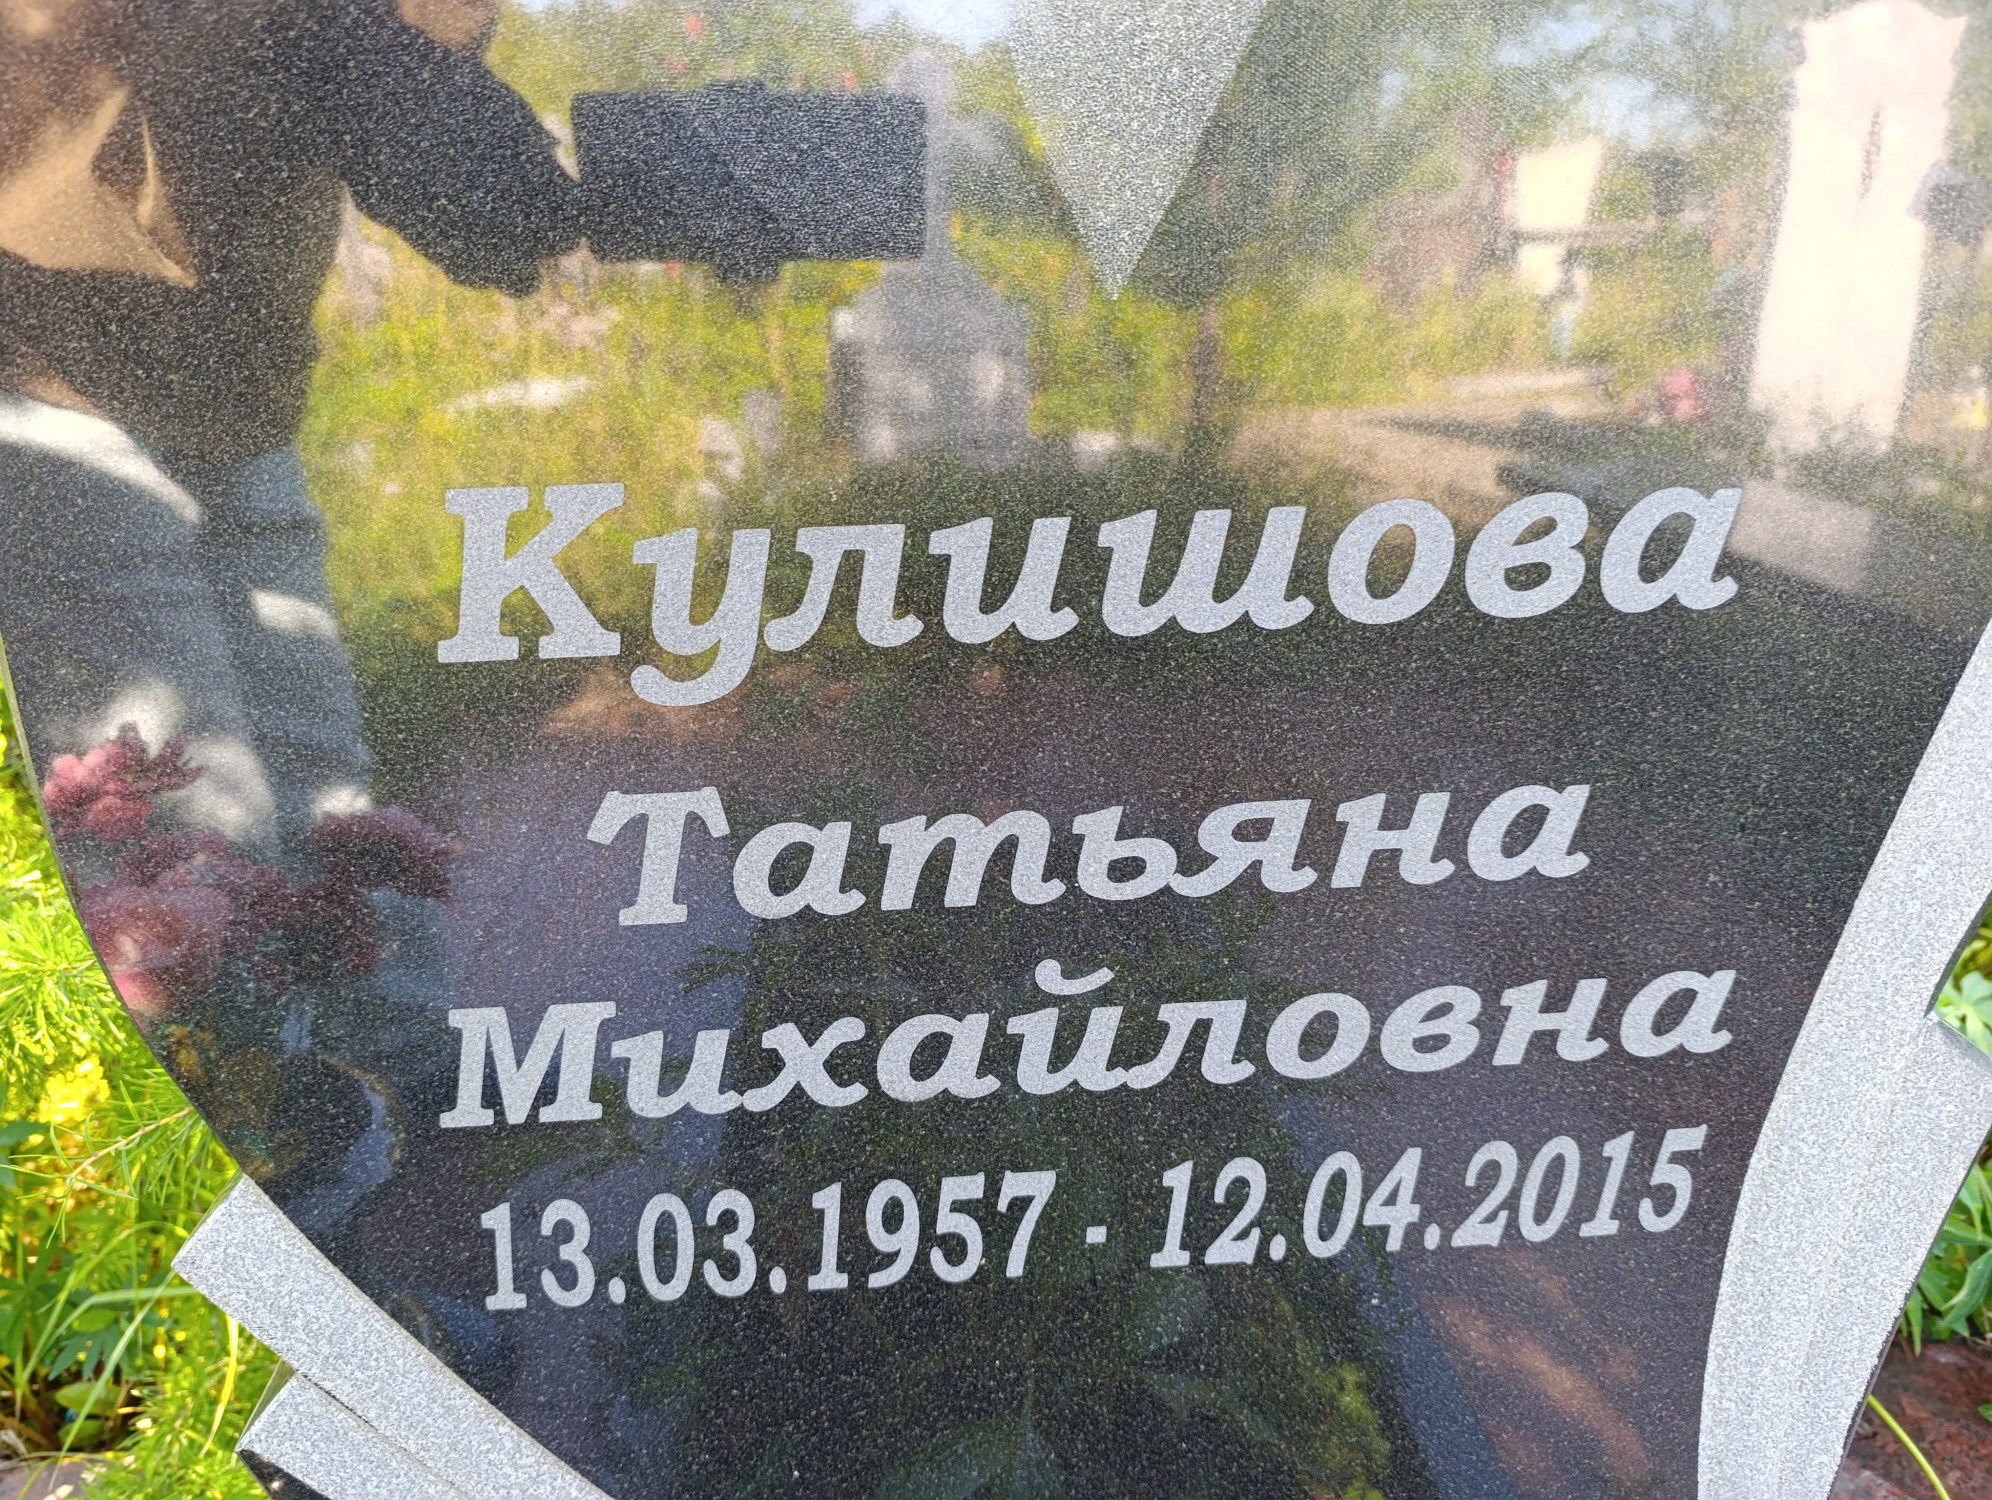 Кулишова
Татьяна
Михайловна
13.03.1957 - 12.04.2015